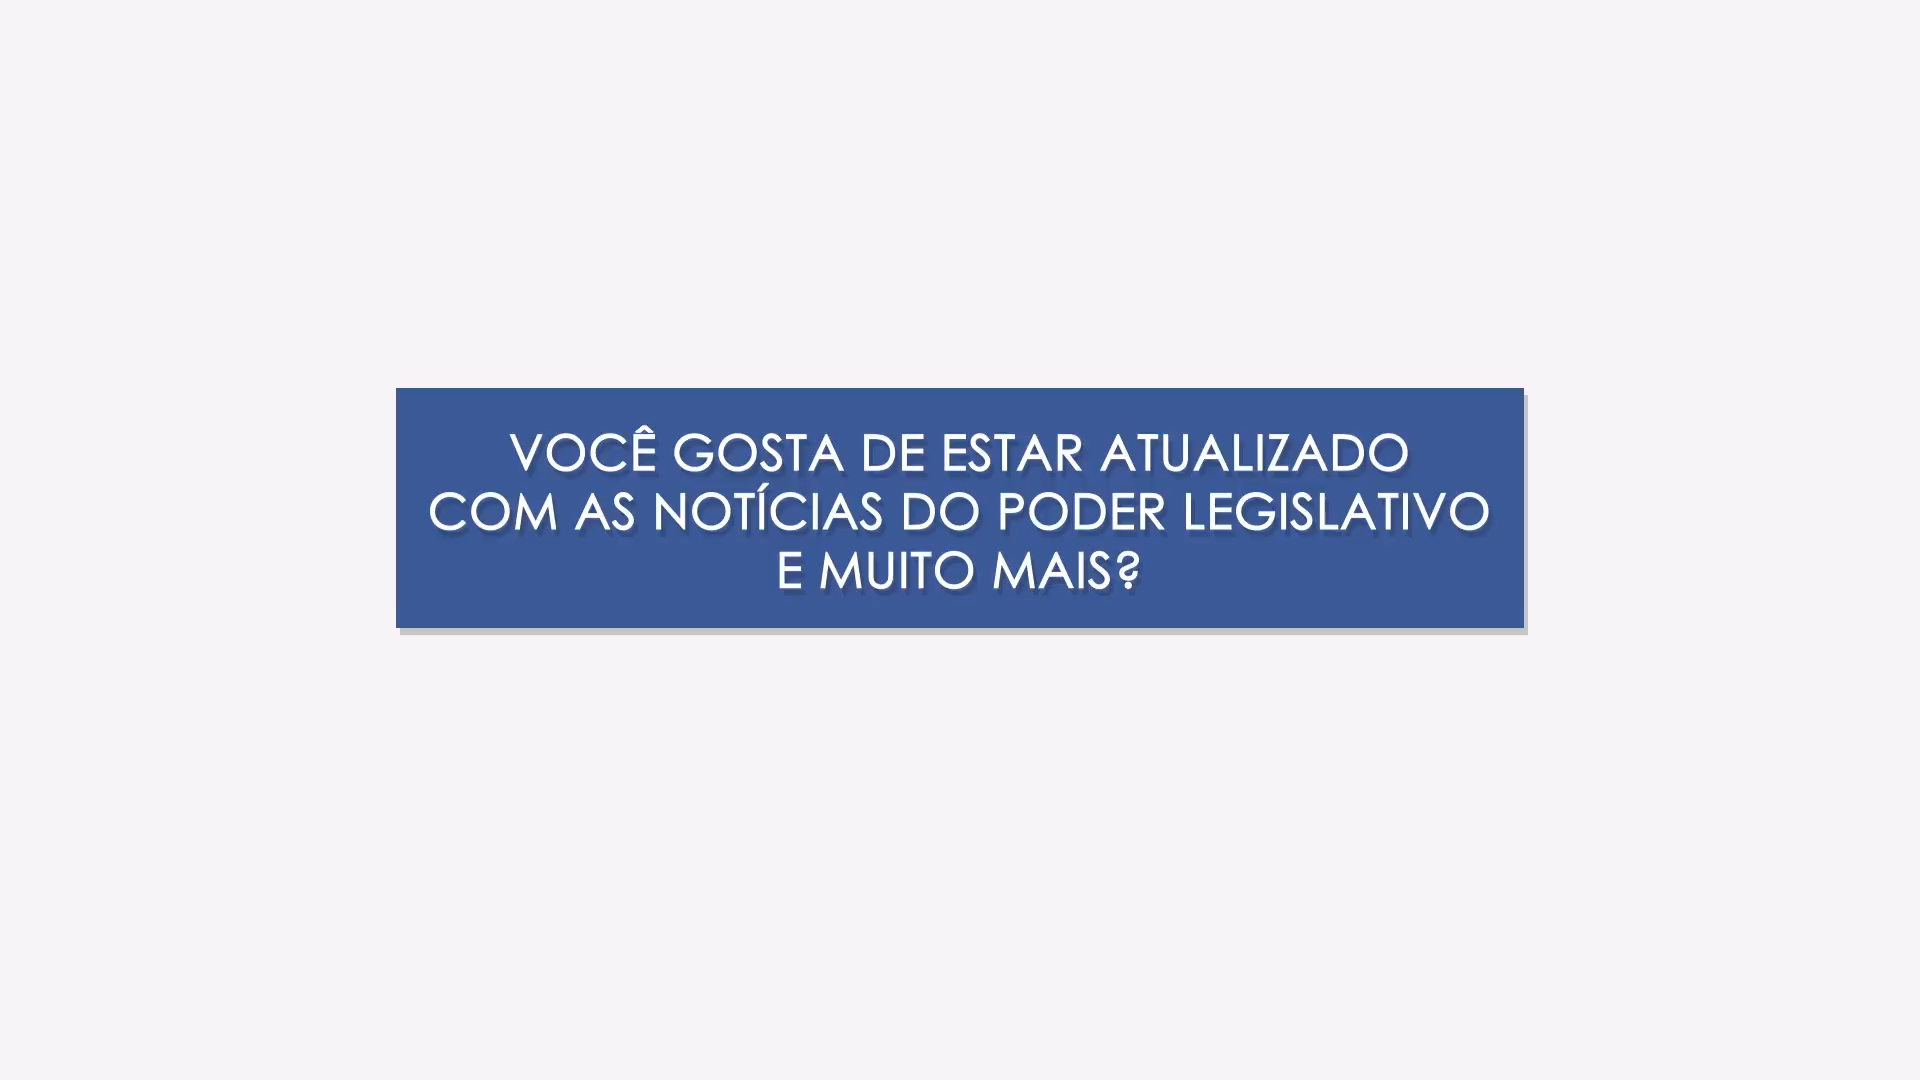 VOCÊ GOSTA DE ESTAR ATUALIZADO
COM AS NOTÍCIAS DO PODER LEGISLATIVO
E MUITO MAIS?